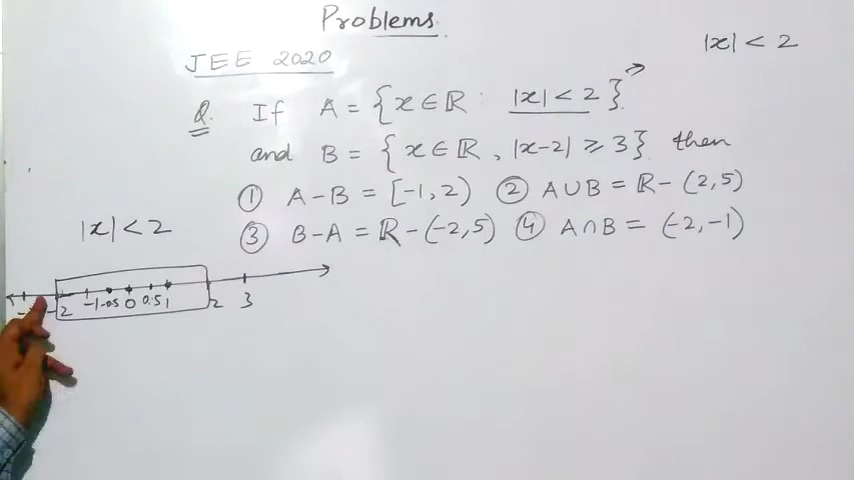 Problems.
|x| < 2
JEE 2020
Q. If A = {x ∈ ℝ : |x| < 2}
and B = {x ∈ ℝ, |x-2| ≥ 3} then
① A - B = [-1, 2) ② A ∪ B = ℝ - (2, 5)
③ B - A = ℝ - (-2, 5) ④ A ∩ B = (-2, -1)
|x| < 2
-2 -1 -0.5 0 0.5 1 2 3